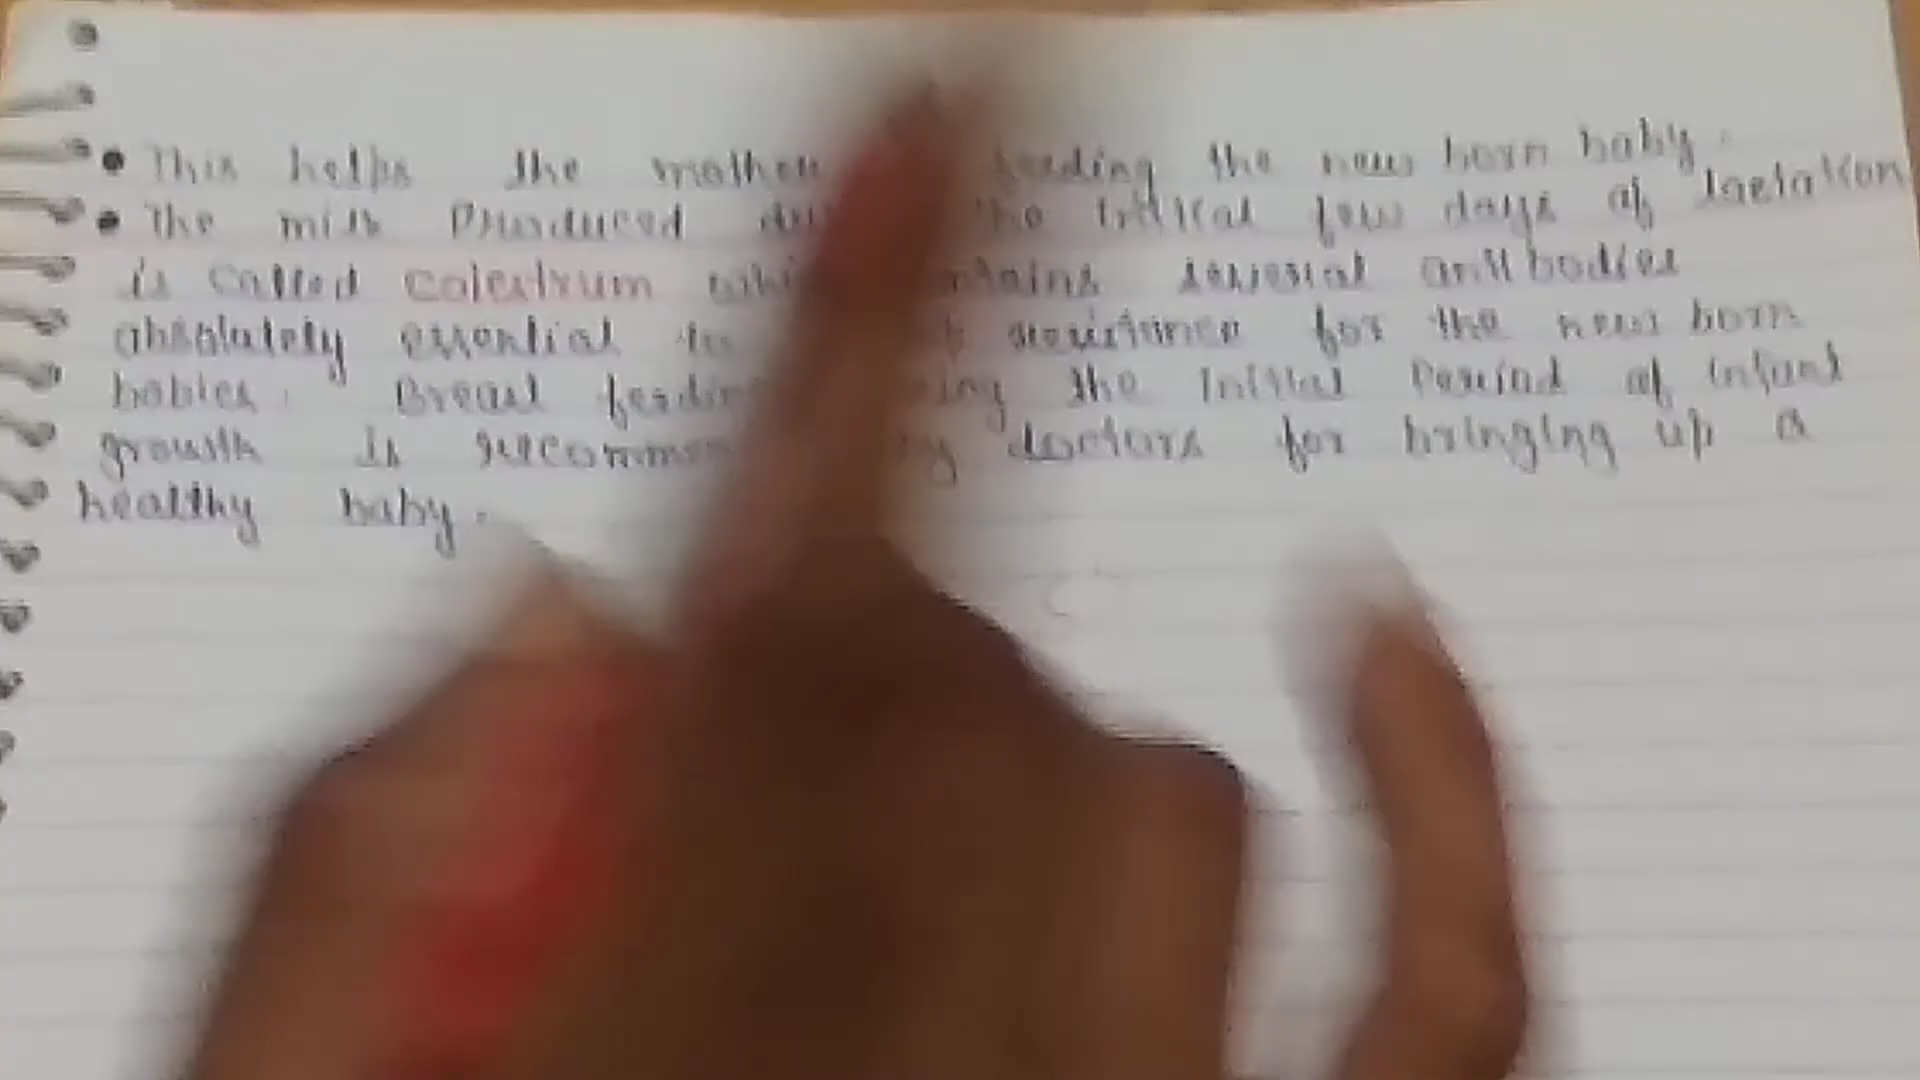 • This helps the mother feeding the new born baby.
• The milk Produced the initial few days of lactation
is called colostrum several antibodies
absolutely essential to resistance for the new born
babies. Breast feeding the initial Period of infant
growth is doctors for bringing up a
healthy baby.